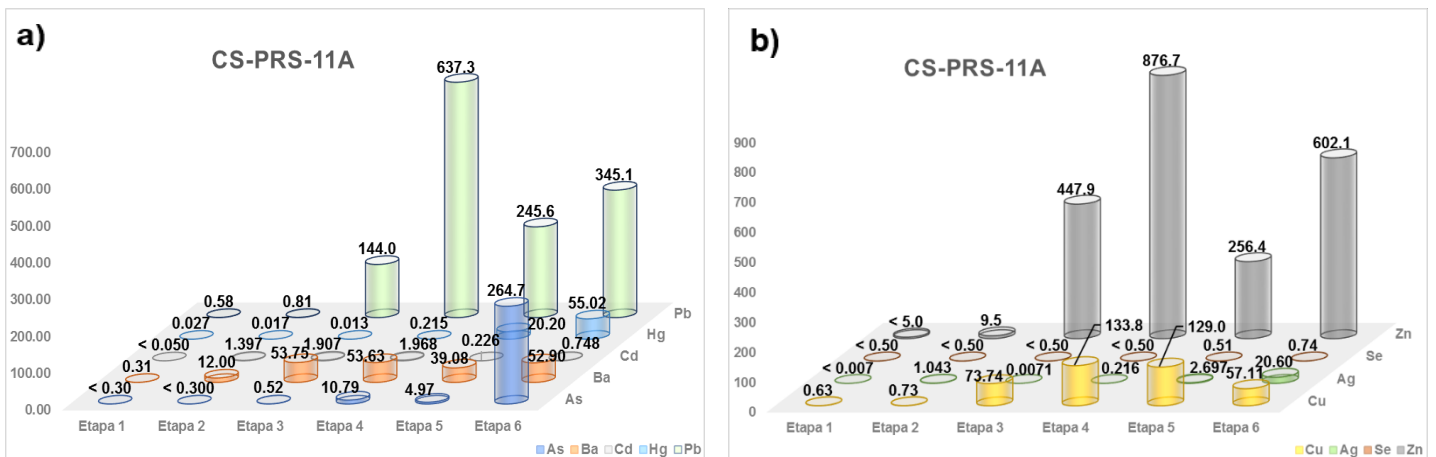 a)
CS-PRS-11A
700.00
600.00
500.00
400.00
300.00
200.00
100.00
0.00
0.58 0.81 144.0 637.3 245.6 345.1
0.027 0.017 0.013 0.215 20.20 55.02
< 0.050 1.397 1.907 1.968 0.226 0.748
0.31 12.00 53.75 53.63 39.08 52.90
< 0.30 < 0.300 0.52 10.79 4.97 264.7
Pb
Hg
Cd
Ba
As
Etapa 1 Etapa 2 Etapa 3 Etapa 4 Etapa 5 Etapa 6
As Ba Cd Hg Pb
b)
CS-PRS-11A
900
800
700
600
500
400
300
200
100
0
< 5.0 9.5 447.9 876.7 256.4 602.1
< 0.50 < 0.50 < 0.50 < 0.50 0.51 0.74
< 0.007 1.043 0.0071 0.216 2.697 20.60
0.63 0.73 73.74 133.8 129.0 57.11
Zn
Se
Ag
Cu
Etapa 1 Etapa 2 Etapa 3 Etapa 4 Etapa 5 Etapa 6
Cu Ag Se Zn